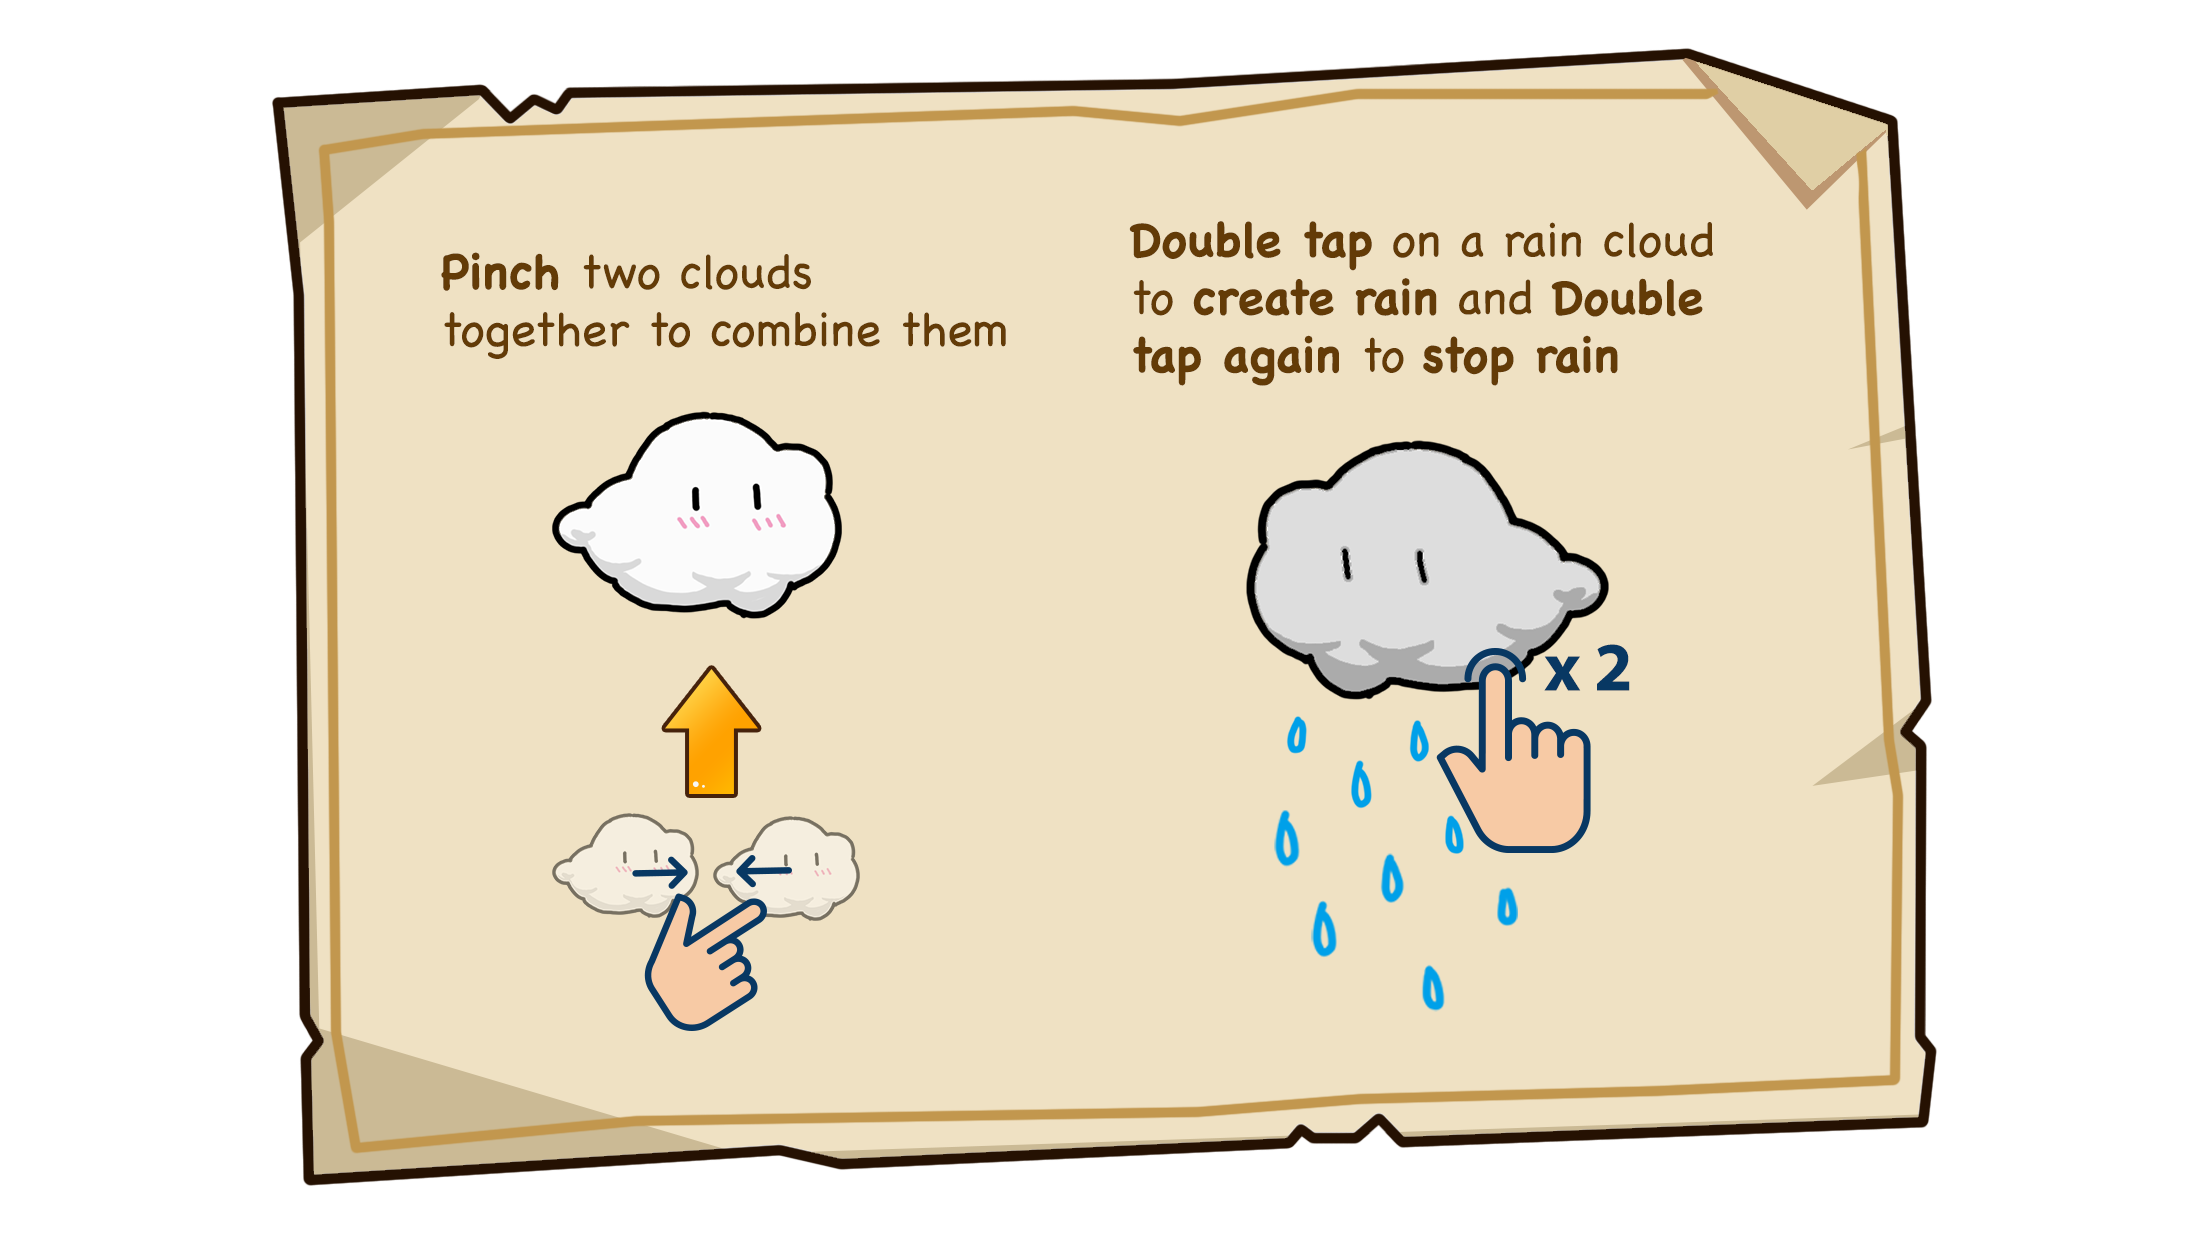 Pinch two clouds
together to combine them
Double tap on a rain cloud
to create rain and Double
tap again to stop rain
x 2